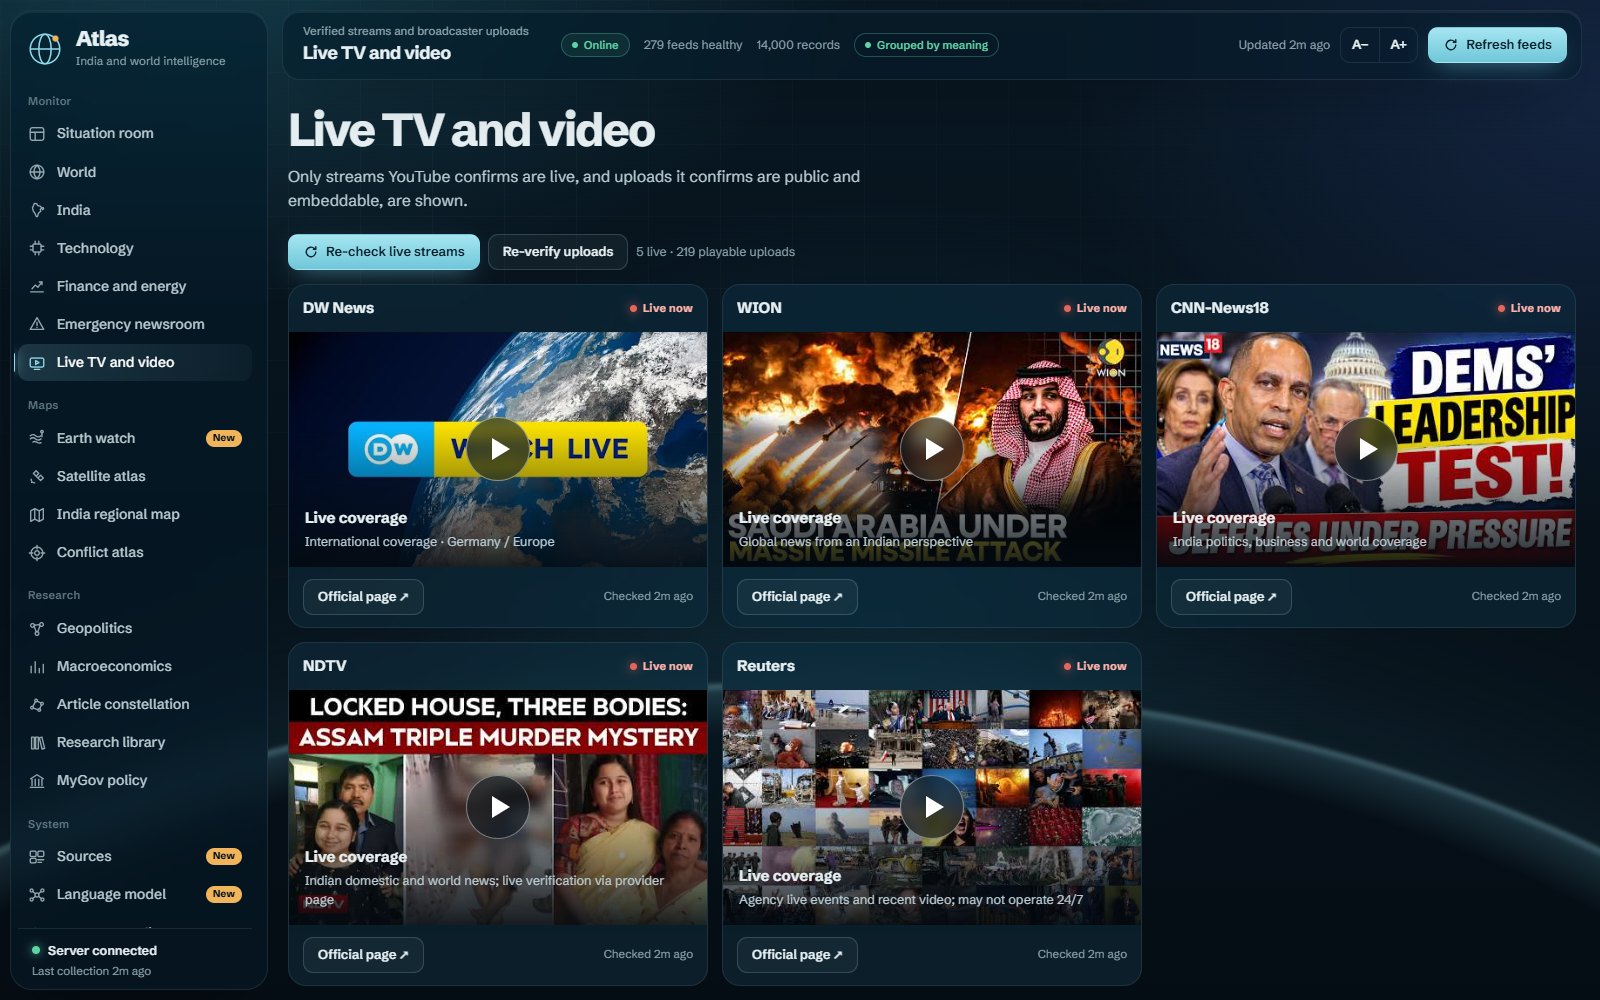 Atlas
India and world intelligence
Monitor
Situation room
World
India
Technology
Finance and energy
Emergency newsroom
Live TV and video
Maps
Earth watch
New
Satellite atlas
India regional map
Conflict atlas
Research
Geopolitics
Macroeconomics
Article constellation
Research library
MyGov policy
System
Sources
New
Language model
New
Server connected
Last collection 2m ago
Verified streams and broadcaster uploads
Live TV and video
Online
279 feeds healthy
14,000 records
Grouped by meaning
Updated 2m ago
A−
A+
Refresh feeds
Live TV and video
Only streams YouTube confirms are live, and uploads it confirms are public and
embeddable, are shown.
Re-check live streams
Re-verify uploads
5 live · 219 playable uploads
DW News
Live now
DW
LIVE
Live coverage
International coverage · Germany / Europe
Official page ↗
Checked 2m ago
WION
Live now
WION
SAUDI ARABIA UNDER
MASSIVE MISSILE ATTACK
Live coverage
Global news from an Indian perspective
Official page ↗
Checked 2m ago
CNN-News18
Live now
NEWS 18
DEMS'
LEADERSHIP
TEST!
JEFFRIES UNDER PRESSURE
Live coverage
India politics, business and world coverage
Official page ↗
Checked 2m ago
NDTV
Live now
LOCKED HOUSE, THREE BODIES:
ASSAM TRIPLE MURDER MYSTERY
Live coverage
Indian domestic and world news; live verification via provider
page
Official page ↗
Checked 2m ago
Reuters
Live now
Live coverage
Agency live events and recent video; may not operate 24/7
Official page ↗
Checked 2m ago